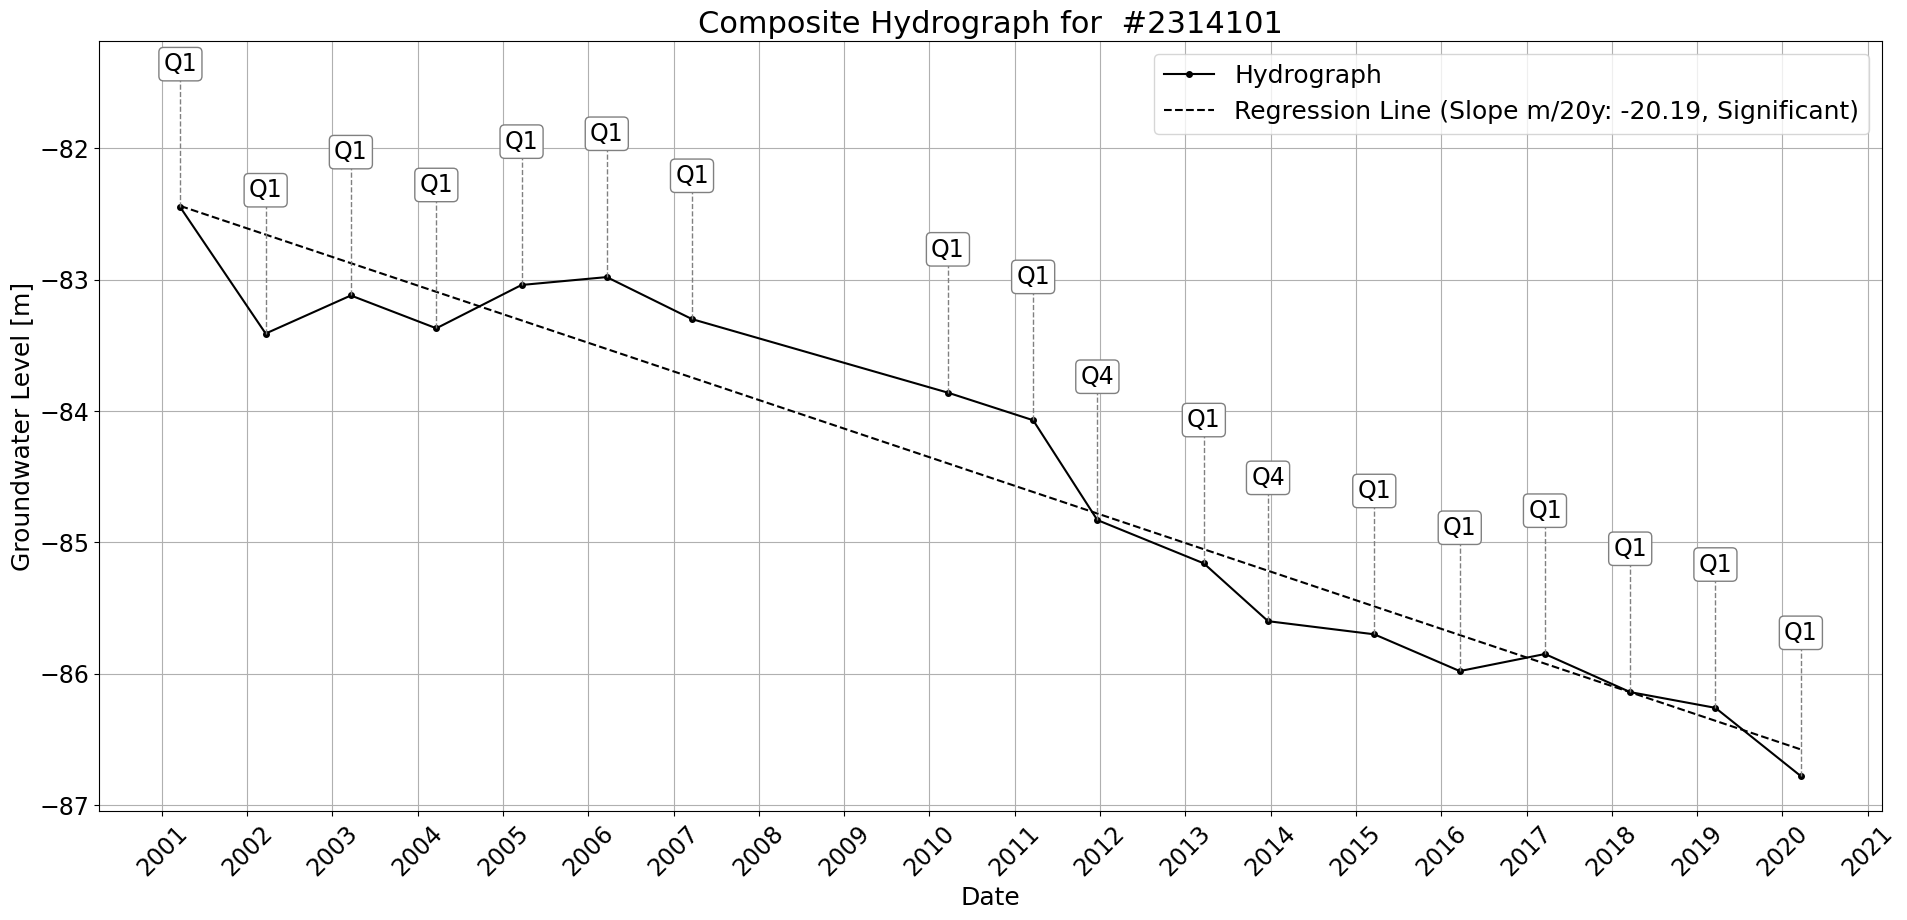 Composite Hydrograph for #2314101
Hydrograph
Regression Line (Slope m/20y: -20.19, Significant)
Groundwater Level [m]
−82
−83
−84
−85
−86
−87
Q1
Q1
Q1
Q1
Q1
Q1
Q1
Q1
Q1
Q4
Q1
Q4
Q1
Q1
Q1
Q1
Q1
Q1
2001
2002
2003
2004
2005
2006
2007
2008
2009
2010
2011
2012
2013
2014
2015
2016
2017
2018
2019
2020
2021
Date